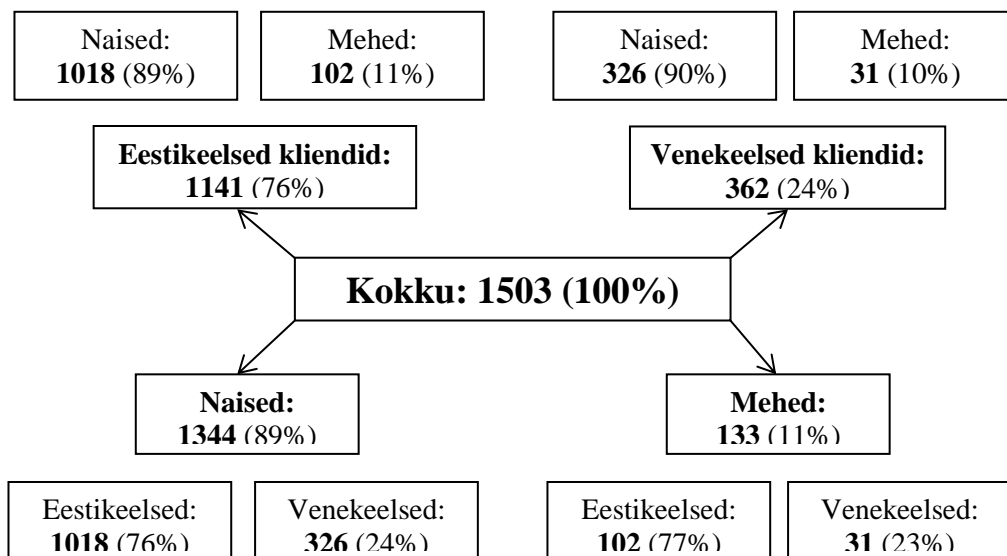 Naised:
1018 (89%)
Mehed:
102 (11%)
Naised:
326 (90%)
Mehed:
31 (10%)
Eestikeelsed kliendid:
1141 (76%)
Venekeelsed kliendid:
362 (24%)
Kokku: 1503 (100%)
Naised:
1344 (89%)
Mehed:
133 (11%)
Eestikeelsed:
1018 (76%)
Venekeelsed:
326 (24%)
Eestikeelsed:
102 (77%)
Venekeelsed:
31 (23%)